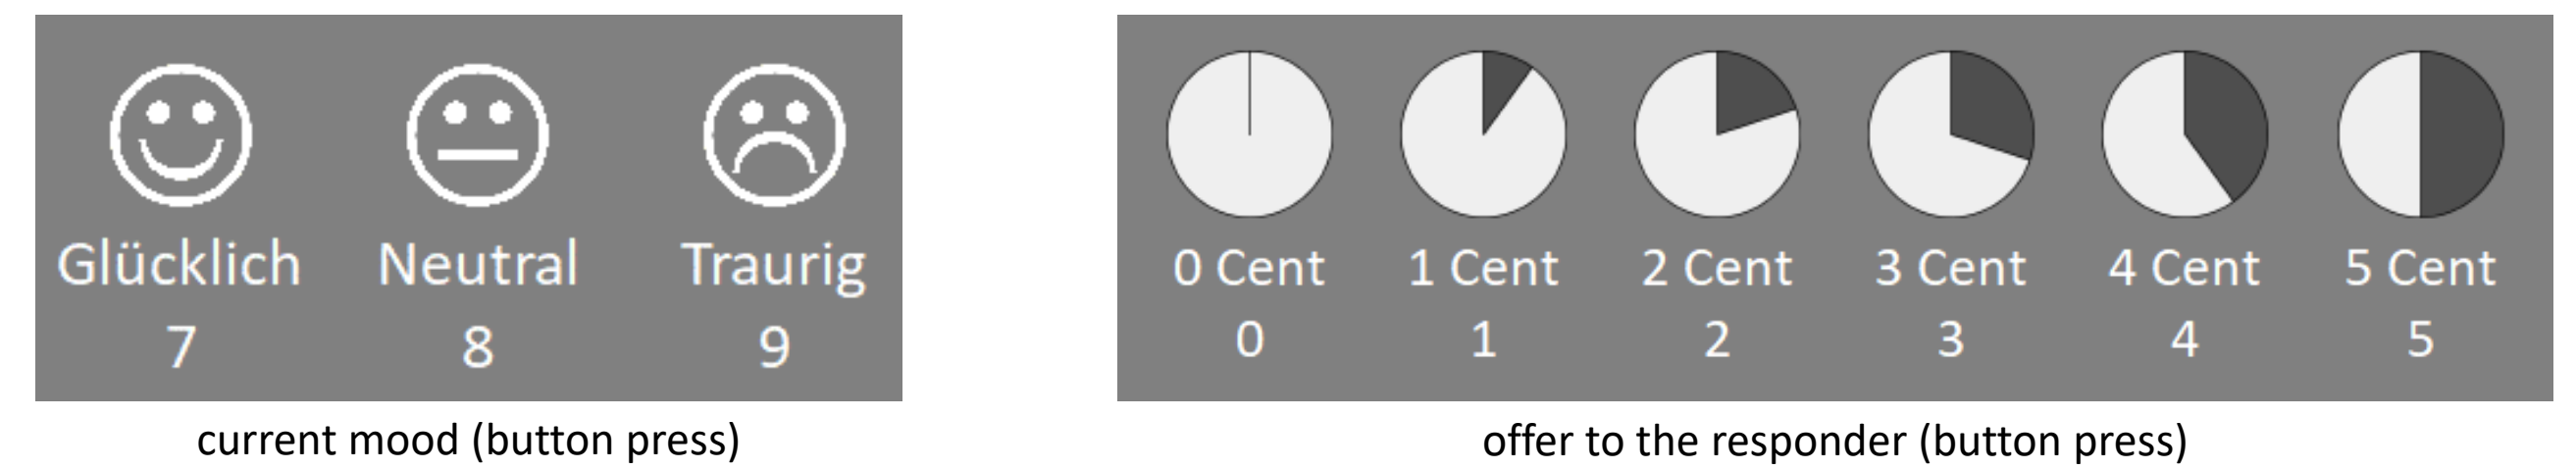 Glücklich Neutral Traurig
7 8 9
current mood (button press)
0 Cent 1 Cent 2 Cent 3 Cent 4 Cent 5 Cent
0 1 2 3 4 5
offer to the responder (button press)